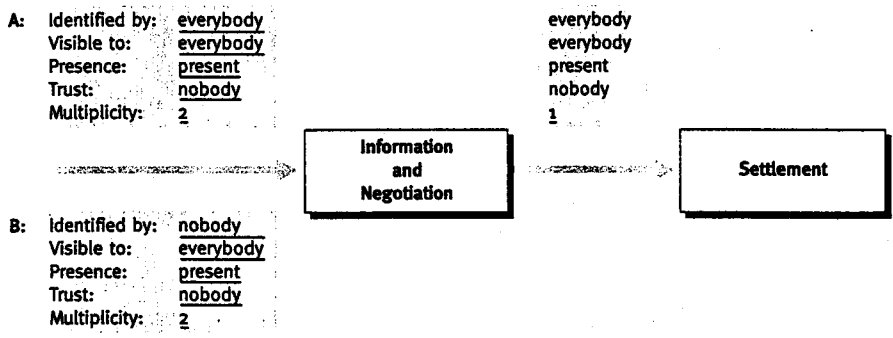 A: Identified by: everybody
Visible to: everybody
Presence: present
Trust: nobody
Multiplicity: 2
everybody
everybody
present
nobody
1
Information
and
Negotiation
Settlement
B: Identified by: nobody
Visible to: everybody
Presence: present
Trust: nobody
Multiplicity: 2